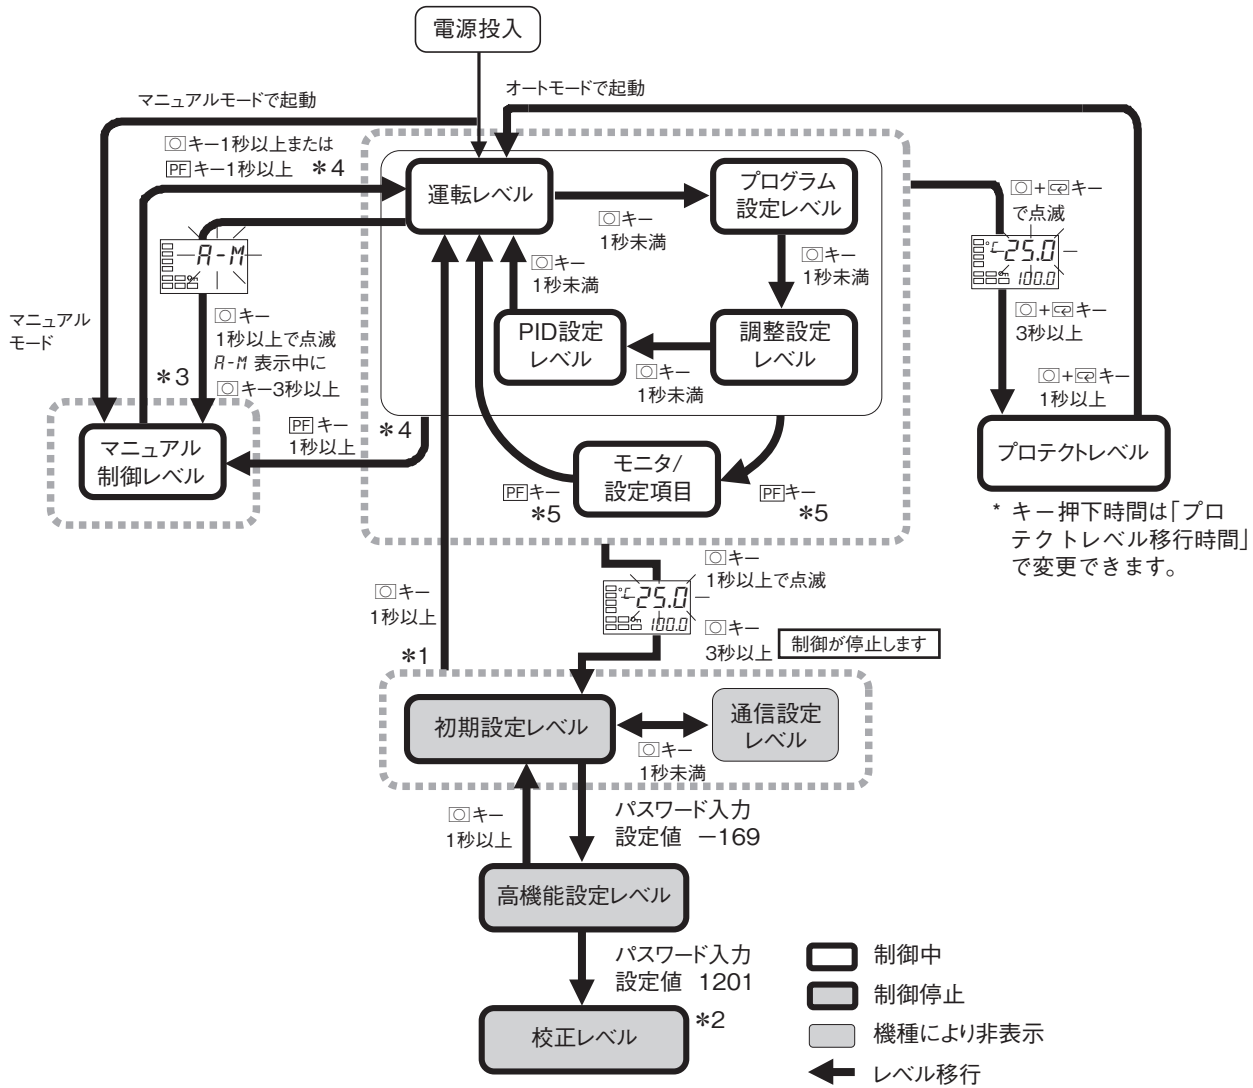 電源投入
マニュアルモードで起動
オートモードで起動
○キー1秒以上または
PFキー1秒以上 *4
運転レベル
プログラム
設定レベル
○キー
1秒未満
○キー
1秒未満
○キー
1秒未満
PID設定
レベル
調整設定
レベル
○キー
1秒未満
A-M
マニュアル
モード
○キー
1秒以上で点滅
A-M 表示中に
○キー3秒以上
*3
マニュアル
制御レベル
PFキー
1秒以上
*4
モニタ/
設定項目
PFキー
*5
PFキー
*5
○+キー
で点滅
℃ 25.0
100.0
○+キー
3秒以上
○+キー
1秒以上
プロテクトレベル
* キー押下時間は「プロ
テクトレベル移行時間」
で変更できます。
○キー
1秒以上
*1
○キー
1秒以上で点滅
℃ 25.0
100.0
○キー
3秒以上
制御が停止します
初期設定レベル
通信設定
レベル
○キー
1秒未満
○キー
1秒以上
パスワード入力
設定値 −169
高機能設定レベル
パスワード入力
設定値 1201
校正レベル
*2
制御中
制御停止
機種により非表示
レベル移行